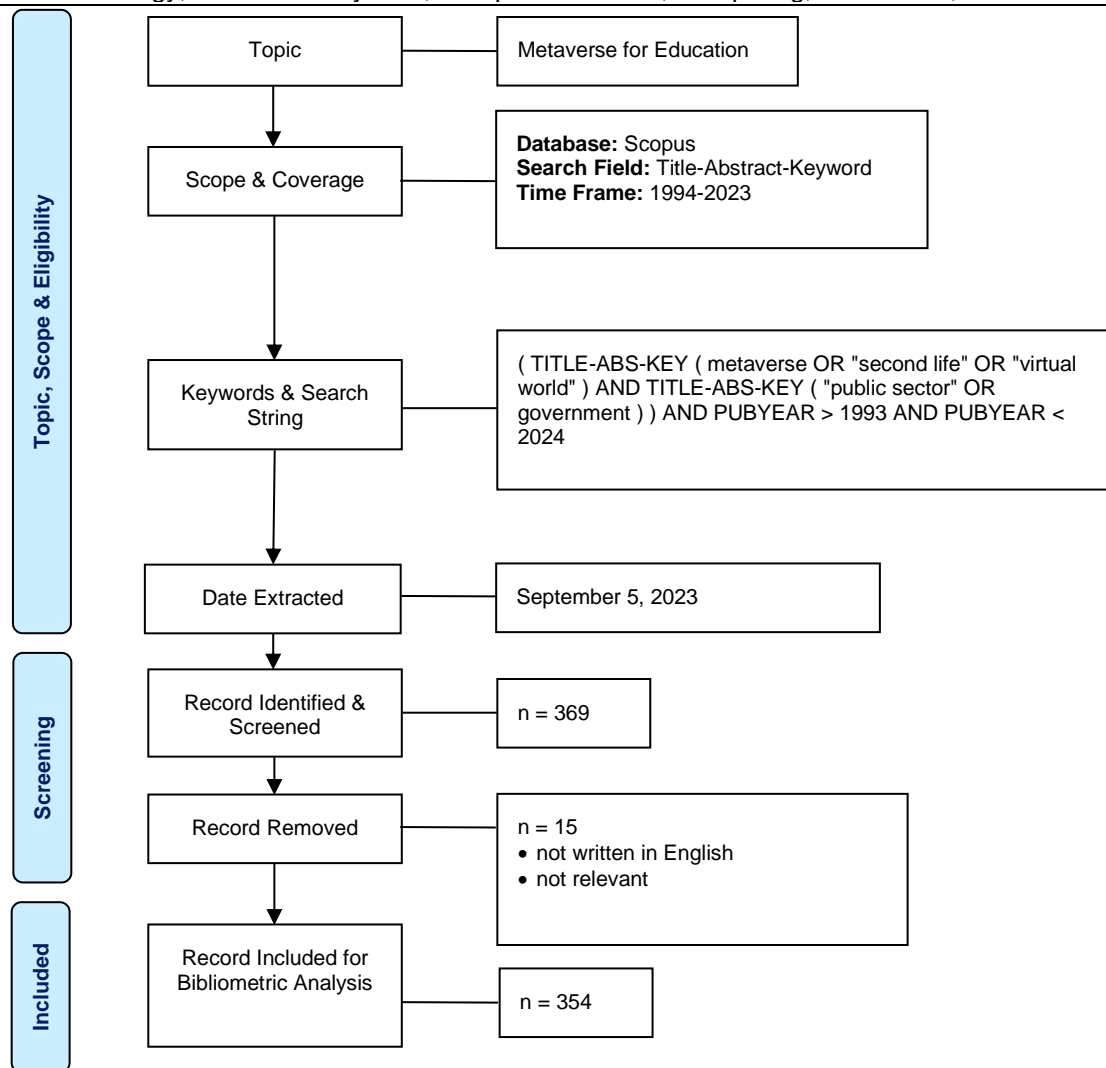 Topic
Metaverse for Education
Scope & Coverage
Database: Scopus
Search Field: Title-Abstract-Keyword
Time Frame: 1994-2023
Topic, Scope & Eligibility
Keywords & Search
String
( TITLE-ABS-KEY ( metaverse OR "second life" OR "virtual
world" ) AND TITLE-ABS-KEY ( "public sector" OR
government ) ) AND PUBYEAR > 1993 AND PUBYEAR <
2024
Date Extracted
September 5, 2023
Screening
Record Identified &
Screened
n = 369
Record Removed
n = 15
• not written in English
• not relevant
Included
Record Included for
Bibliometric Analysis
n = 354